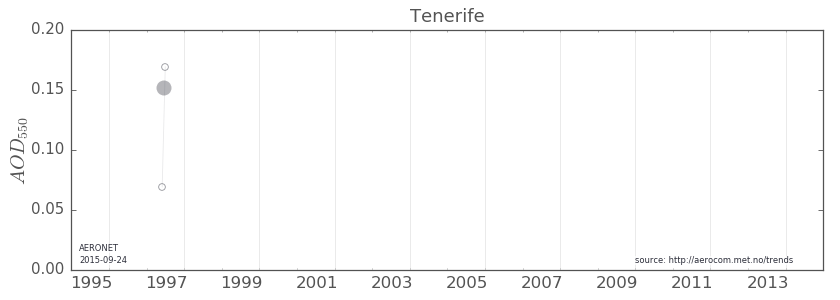 Tenerife
0.20
0.15
0.10
0.05
0.00
AOD550
AERONET
2015-09-24
source: http://aerocom.met.no/trends
1995 1997 1999 2001 2003 2005 2007 2009 2011 2013